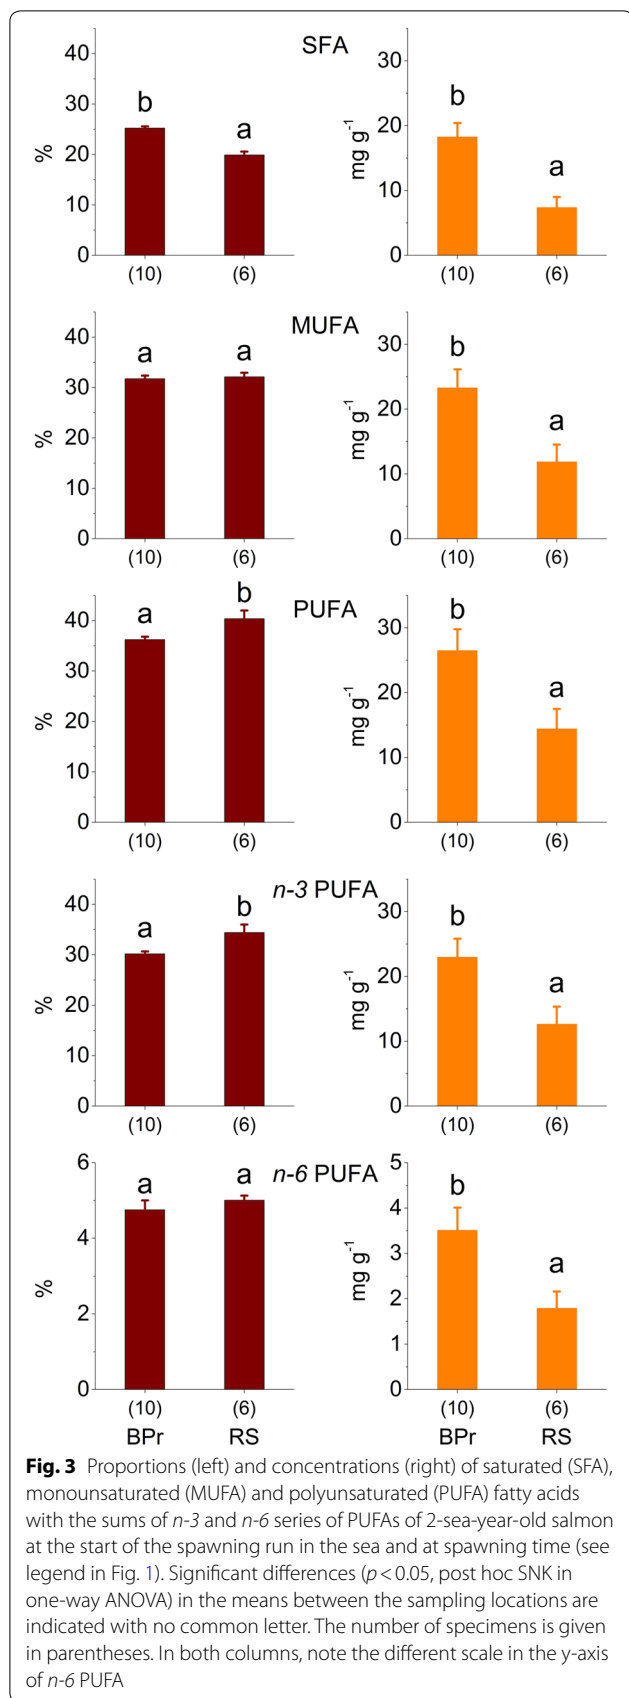 SFA
40
30
20
10
0
%
b
a
(10)
(6)
30
20
10
0
mg g-1
b
a
(10)
(6)
MUFA
40
30
20
10
0
%
a
a
(10)
(6)
30
20
10
0
mg g-1
b
a
(10)
(6)
PUFA
40
30
20
10
0
%
a
b
(10)
(6)
30
20
10
0
mg g-1
b
a
(10)
(6)
n-3 PUFA
40
30
20
10
0
%
a
b
(10)
(6)
30
20
10
0
mg g-1
b
a
(10)
(6)
n-6 PUFA
6
4
2
0
%
a
a
(10)
(6)
BPr
RS
5
4
3
2
1
0
mg g-1
b
a
(10)
(6)
BPr
RS
Fig. 3 Proportions (left) and concentrations (right) of saturated (SFA),
monounsaturated (MUFA) and polyunsaturated (PUFA) fatty acids
with the sums of n-3 and n-6 series of PUFAs of 2-sea-year-old salmon
at the start of the spawning run in the sea and at spawning time (see
legend in Fig. 1). Significant differences (p < 0.05, post hoc SNK in
one-way ANOVA) in the means between the sampling locations are
indicated with no common letter. The number of specimens is given
in parentheses. In both columns, note the different scale in the y-axis
of n-6 PUFA